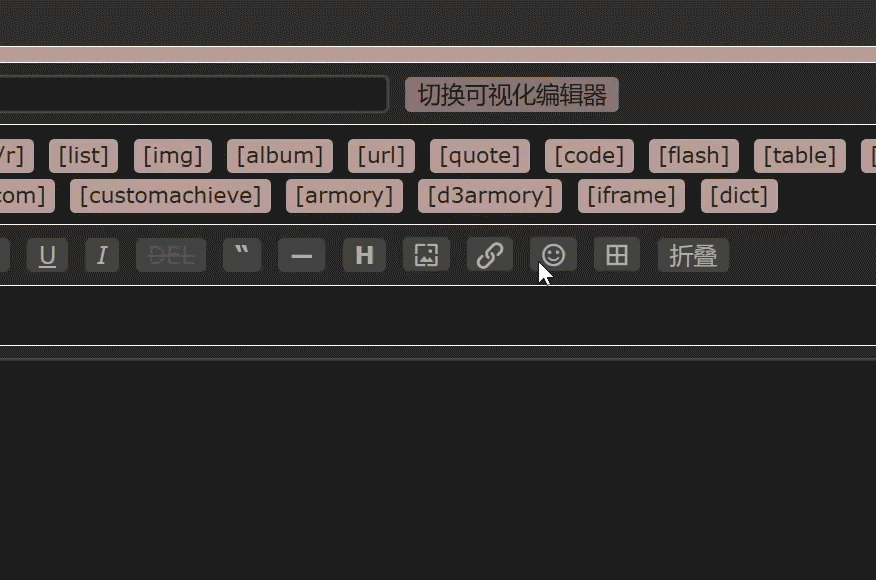 切换可视化编辑器
/r] [list] [img] [album] [url] [quote] [code] [flash] [table] [
com] [customachieve] [armory] [d3armory] [iframe] [dict]
U I DEL ‟ — H 折叠